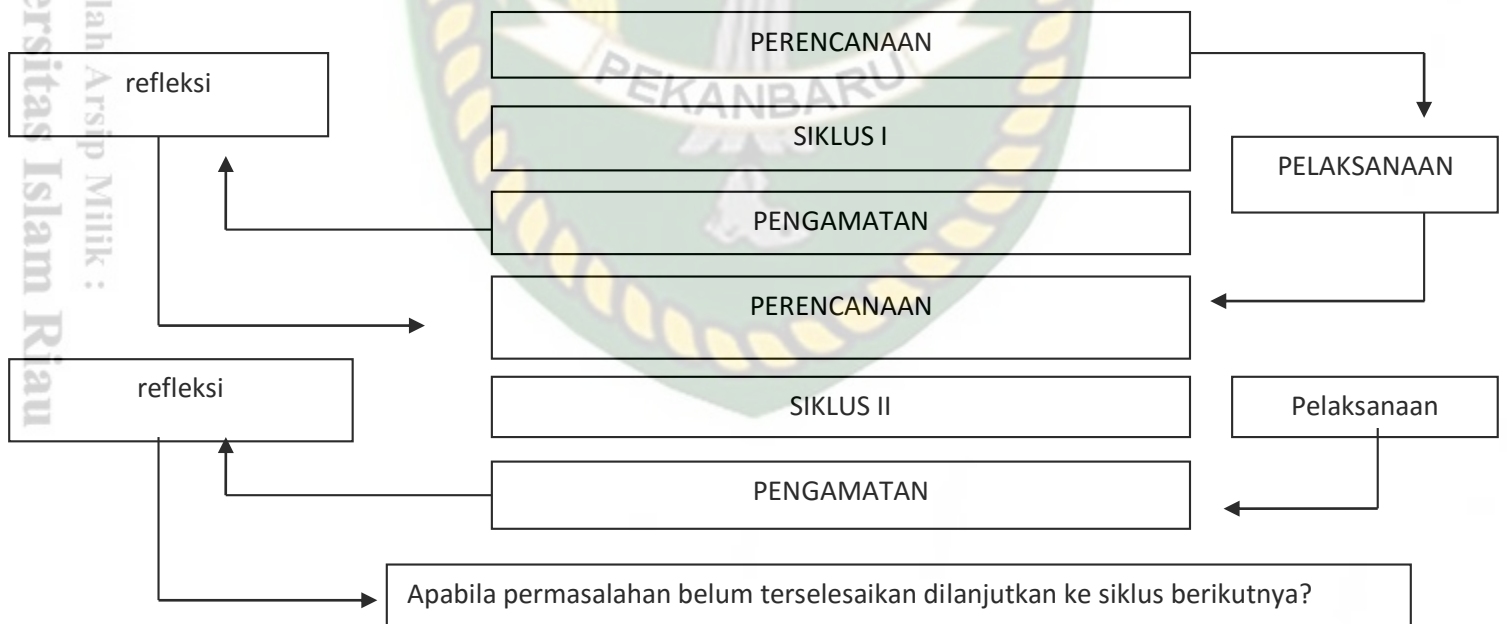 PERENCANAAN
refleksi
PEKANBARU
SIKLUS I
PELAKSANAAN
PENGAMATAN
PERENCANAAN
refleksi
SIKLUS II
Pelaksanaan
PENGAMATAN
Apabila permasalahan belum terselesaikan dilanjutkan ke siklus berikutnya?
Arsip Milik :
Islam Riau